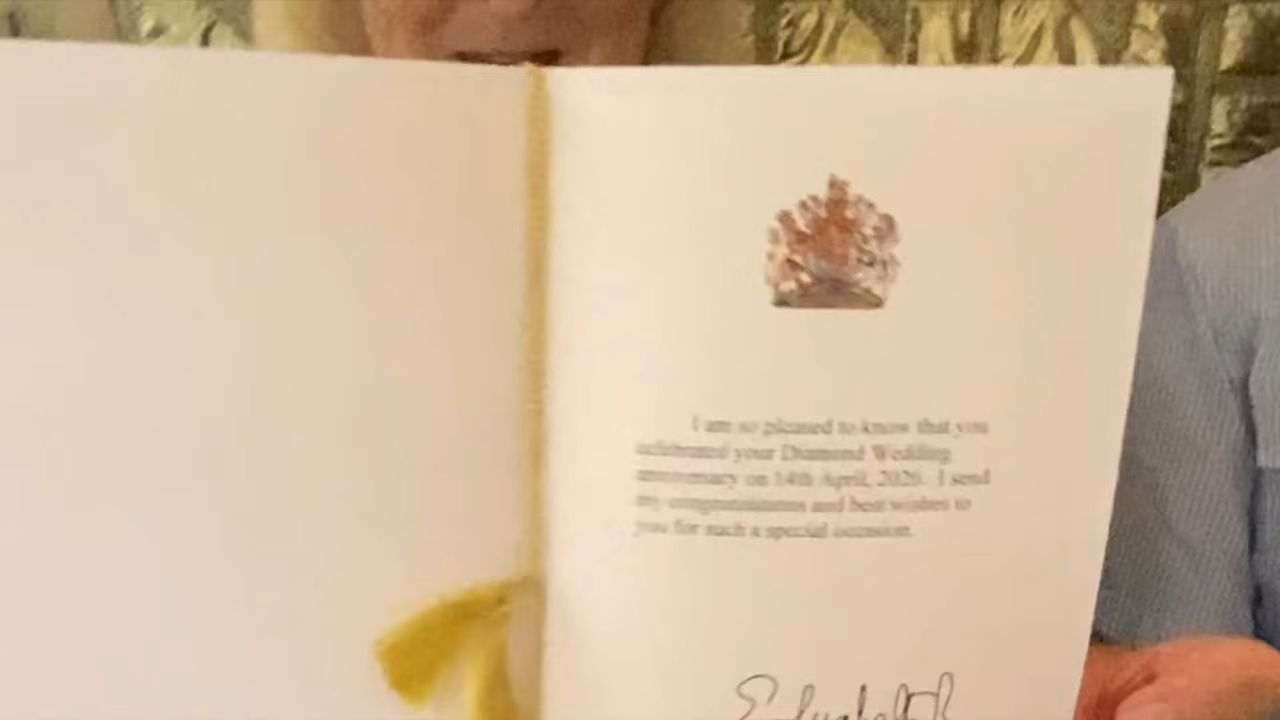 I am so pleased to know that you
celebrated your Diamond Wedding
anniversary on 14th April, 2020. I send
my congratulations and best wishes to
you for such a special occasion.
Elizabeth R